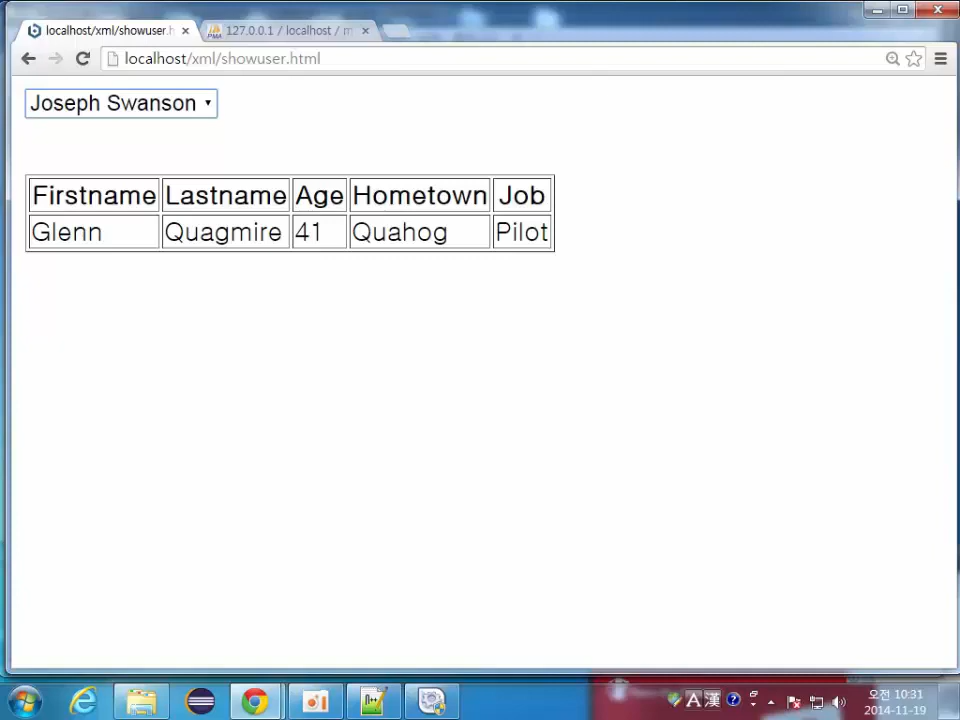 localhost/xml/showuser.h
127.0.0.1 / localhost / m
localhost/xml/showuser.html
Joseph Swanson
Firstname Lastname Age Hometown Job
Glenn Quagmire 41 Quahog Pilot
A 漢
오전 10:31
2014-11-19